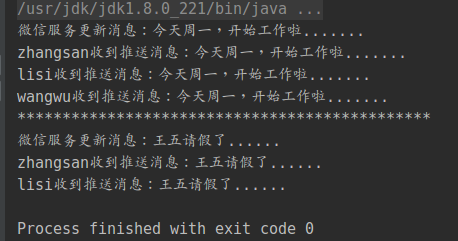 /usr/jdk/jdk1.8.0_221/bin/java ...
微信服务更新消息：今天周一，开始工作啦.......
zhangsan收到推送消息：今天周一，开始工作啦.......
lisi收到推送消息：今天周一，开始工作啦.......
wangwu收到推送消息：今天周一，开始工作啦.......
**********************************************
微信服务更新消息：王五请假了......
zhangsan收到推送消息：王五请假了......
lisi收到推送消息：王五请假了......
Process finished with exit code 0